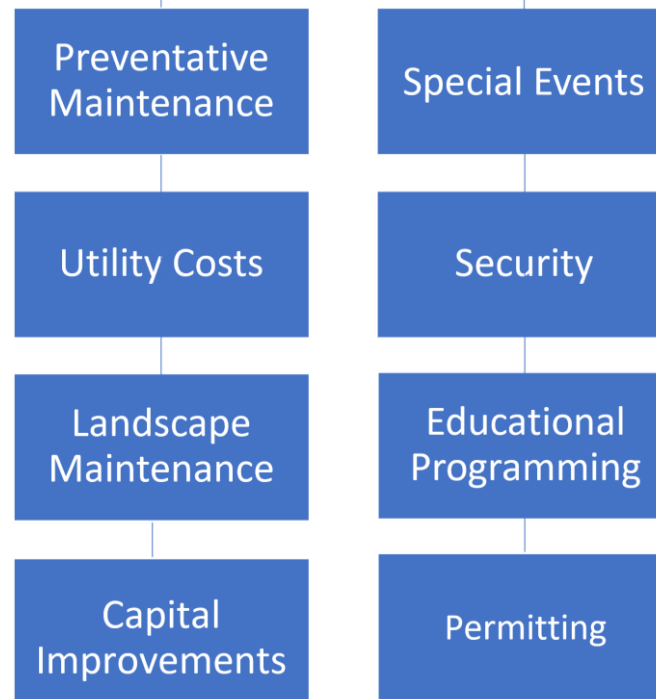 Preventative
Maintenance
Utility Costs
Landscape
Maintenance
Capital
Improvements
Special Events
Security
Educational
Programming
Permitting